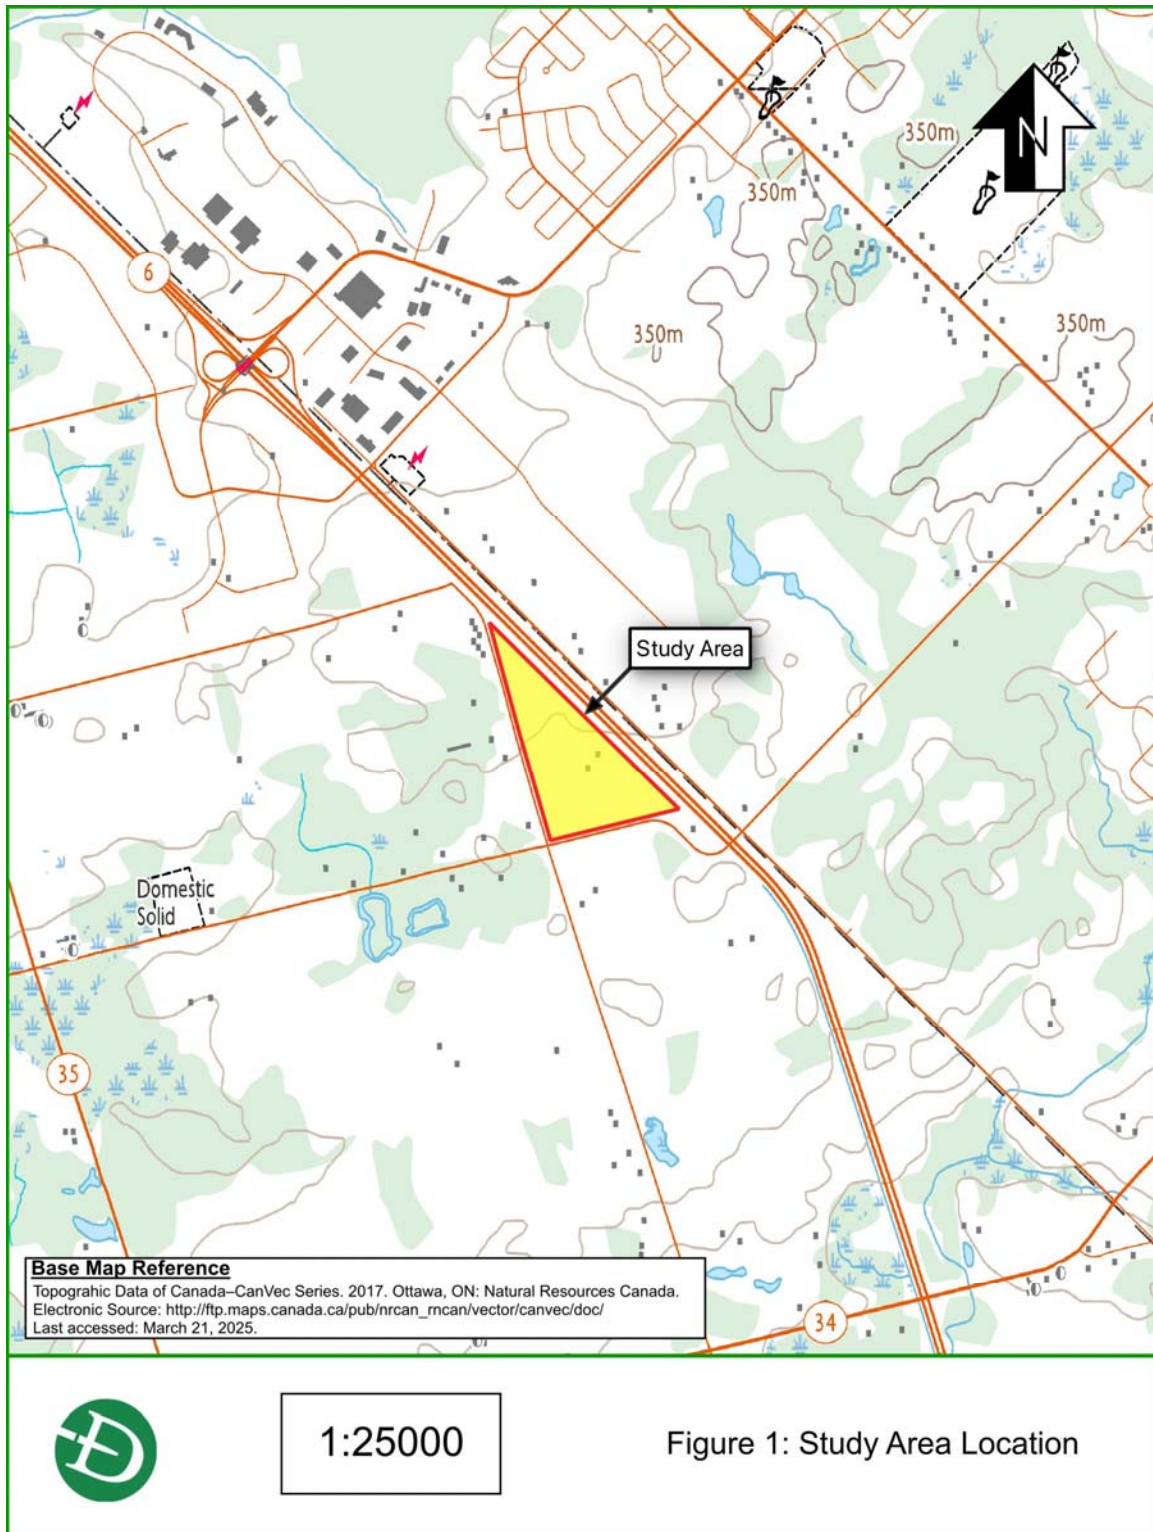 N
350m
350m
6
350m
350m
Study Area
Domestic
Solid
35
Base Map Reference
Topograhic Data of Canada–CanVec Series. 2017. Ottawa, ON: Natural Resources Canada.
Electronic Source: http://ftp.maps.canada.ca/pub/nrcan_rncan/vector/canvec/doc/
Last accessed: March 21, 2025.
34
D
1:25000
Figure 1: Study Area Location